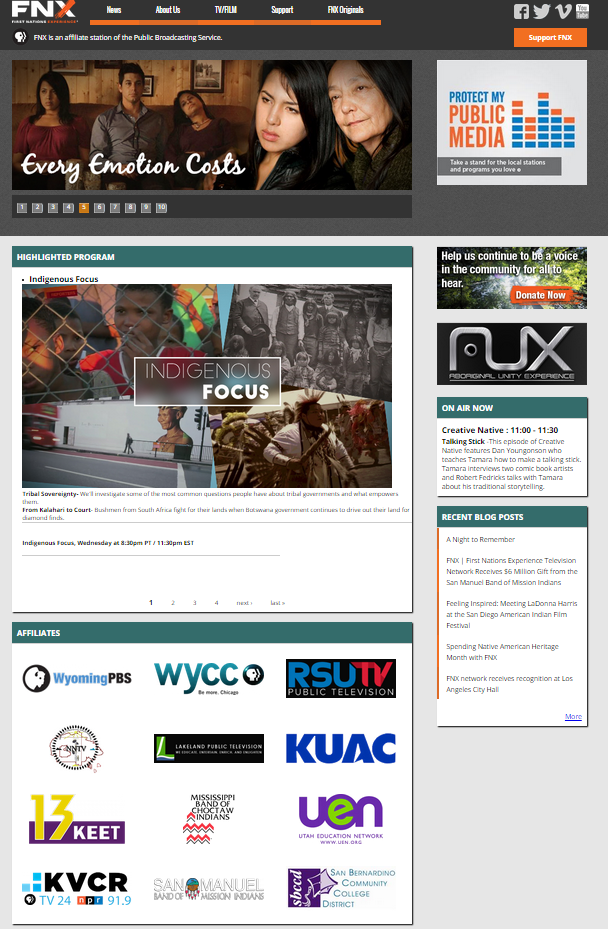 FNX
FIRST NATIONS EXPERIENCE
News
About Us
TV/FILM
Support
FNX Originals
You
Tube
FNX is an affiliate station of the Public Broadcasting Service.
Support FNX
Every Emotion Costs
PROTECT MY
PUBLIC
MEDIA
Take a stand for the local stations
and programs you love
1 2 3 4 5 6 7 8 9 10
HIGHLIGHTED PROGRAM
Indigenous Focus
INDIGENOUS
FOCUS
Tribal Sovereignty- We'll investigate some of the most common questions people have about tribal governments and what empowers
them.
From Kalahari to Court- Bushmen from South Africa fight for their lands when Botswana government continues to drive out their land for
diamond finds.
Indigenous Focus, Wednesday at 8:30pm PT / 11:30pm EST
1 2 3 4 next › last »
Help us continue to be a voice
in the community for all to
hear.
Donate Now
AUX
ABORIGINAL UNITY EXPERIENCE
ON AIR NOW
Creative Native : 11:00 - 11:30
Talking Stick -This episode of Creative
Native features Dan Youngonson who
teaches Tamara how to make a talking stick.
Tamara interviews two comic book artists
and Robert Fedricks talks with Tamara
about his traditional storytelling.
RECENT BLOG POSTS
A Night to Remember
FNX | First Nations Experience Television
Network Receives $6 Million Gift from the
San Manuel Band of Mission Indians
Feeling Inspired: Meeting LaDonna Harris
at the San Diego American Indian Film
Festival
Spending Native American Heritage
Month with FNX
FNX network receives recognition at Los
Angeles City Hall
More
AFFILIATES
WyomingPBS
WYCC
Be more. Chicago
RSUTV
PUBLIC TELEVISION
NNTV
LAKELAND PUBLIC TELEVISION
WE EDUCATE, ENTERTAIN, ENRICH, AND ENLIGHTEN
KUAC
13
KEET
MISSISSIPPI
BAND OF
CHOCTAW
INDIANS
uen
UTAH EDUCATION NETWORK
WWW.UEN.ORG
KVCR
TV 24 npr 91.9
SAN MANUEL
BAND OF MISSION INDIANS
sbccd
SAN BERNARDINO
COMMUNITY
COLLEGE
DISTRICT